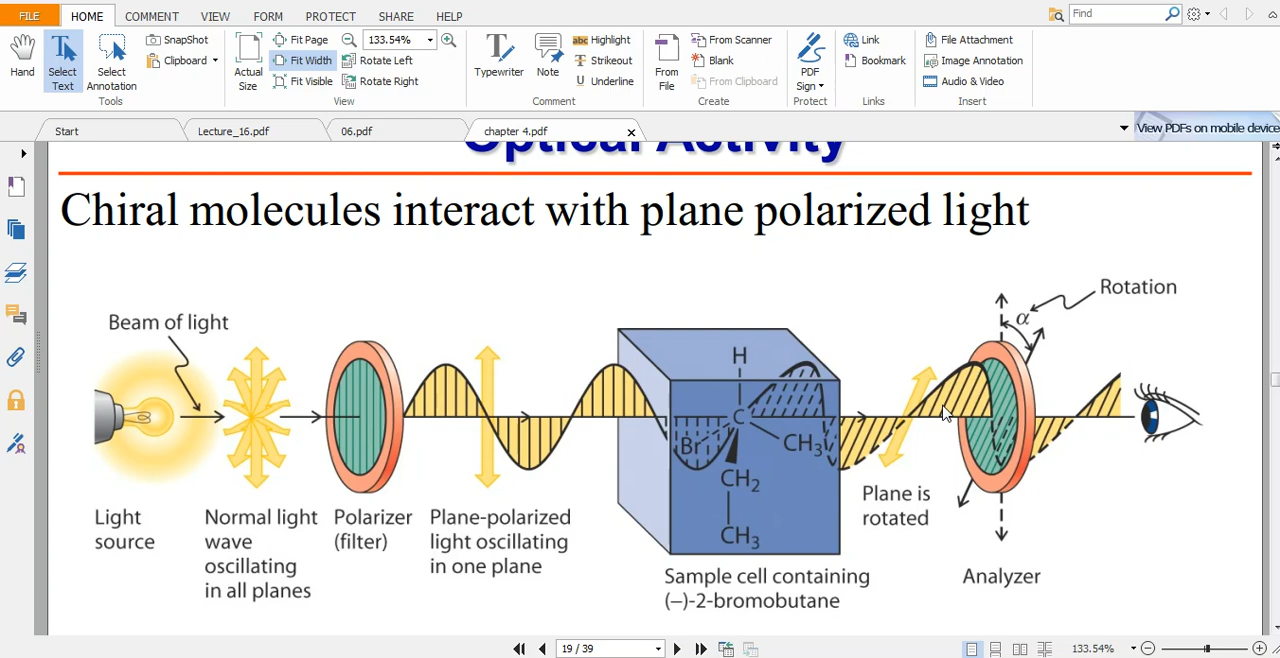 FILE HOME COMMENT VIEW FORM PROTECT SHARE HELP Find
Hand
Select
Text
Select
Annotation
SnapShot
Clipboard
Tools
Actual
Size
Fit Page
Fit Width
Fit Visible
133.54%
Rotate Left
Rotate Right
View
T
Typewriter
Note
abc Highlight
T Strikeout
U Underline
Comment
From
File
From Scanner
Blank
From Clipboard
Create
PDF
Sign
Protect
Link
Bookmark
Links
File Attachment
Image Annotation
Audio & Video
Insert
Start Lecture_16.pdf 06.pdf chapter 4.pdf View PDFs on mobile device
Optical Activity
Chiral molecules interact with plane polarized light
Rotation
α
Beam of light
H
C
Br
CH3
CH2
CH3
Light
source
Normal light
wave
oscillating
in all planes
Polarizer
(filter)
Plane-polarized
light oscillating
in one plane
Sample cell containing
(−)-2-bromobutane
Plane is
rotated
Analyzer
19 / 39 133.54%